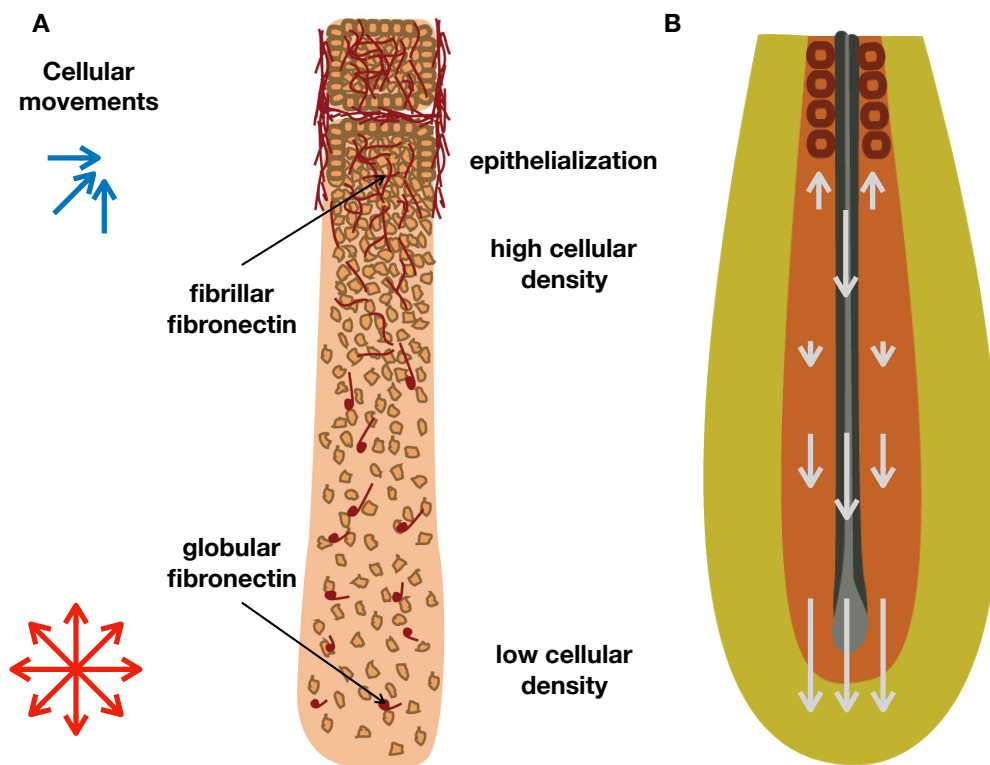 A
Cellular
movements
epithelialization
high cellular
density
fibrillar
fibronectin
globular
fibronectin
low cellular
density
B